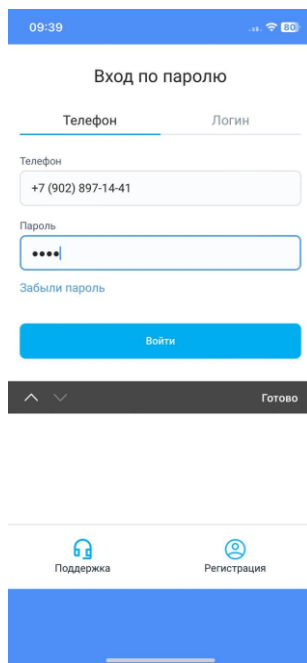 09:39
80
Вход по паролю
Телефон Логин
Телефон
+7 (902) 897-14-41
Пароль
••••
Забыли пароль
Войти
Готово
Поддержка Регистрация